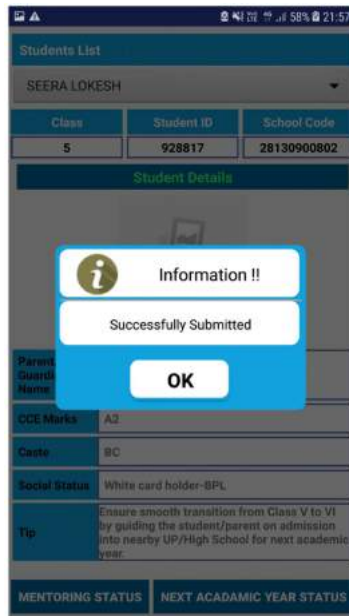 58% 21:57
Students List
SEERA LOKESH
Class Student ID School Code
5 928817 28130900802
Student Details
Information !!
Successfully Submitted
OK
Parent
Guardi
Name
CCE Marks A2
Caste BC
Social Status White card holder-BPL
Tip
Ensure smooth transition
from Class V to VI
by guiding the student/parent on admission
into nearby UP/High School for next academic
year.
MENTORING STATUS NEXT ACADAMIC YEAR STATUS